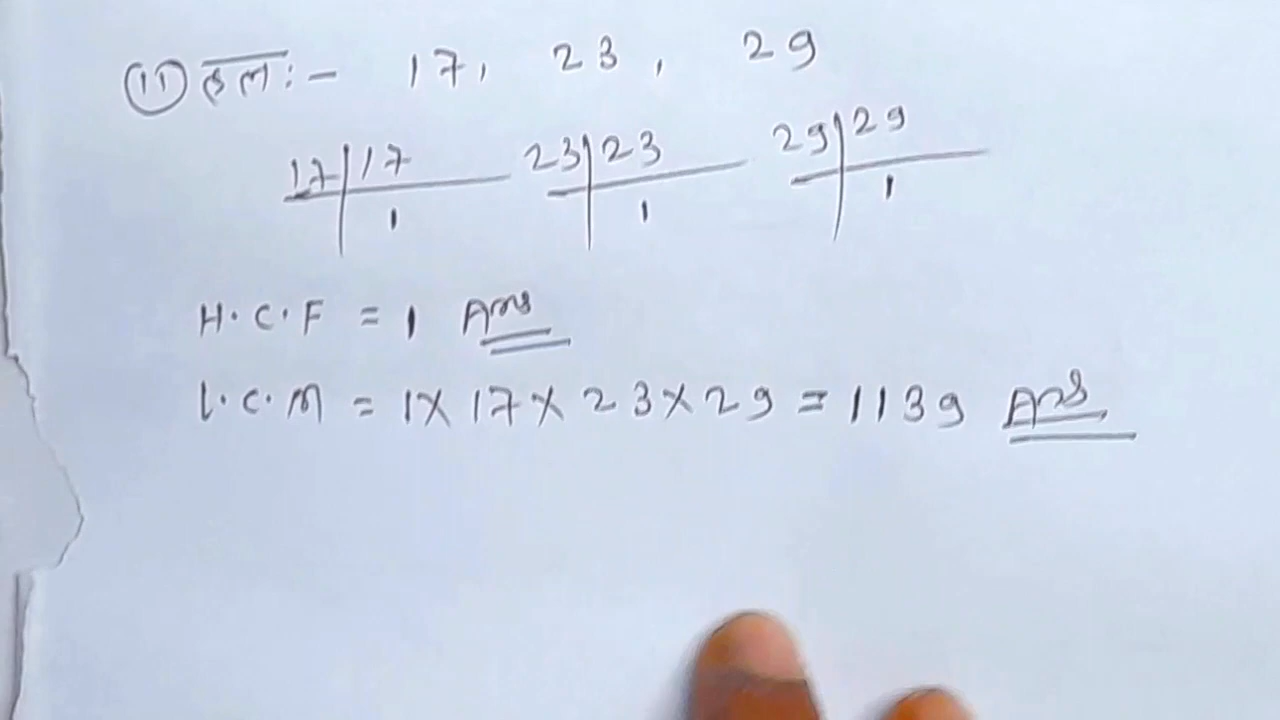 (11) हल :- 17, 23, 29
17 | 17 23 | 23 29 | 29
1 1 1
H.C.F = 1 Ans
L.C.M = 1 × 17 × 23 × 29 = 1139 Ans